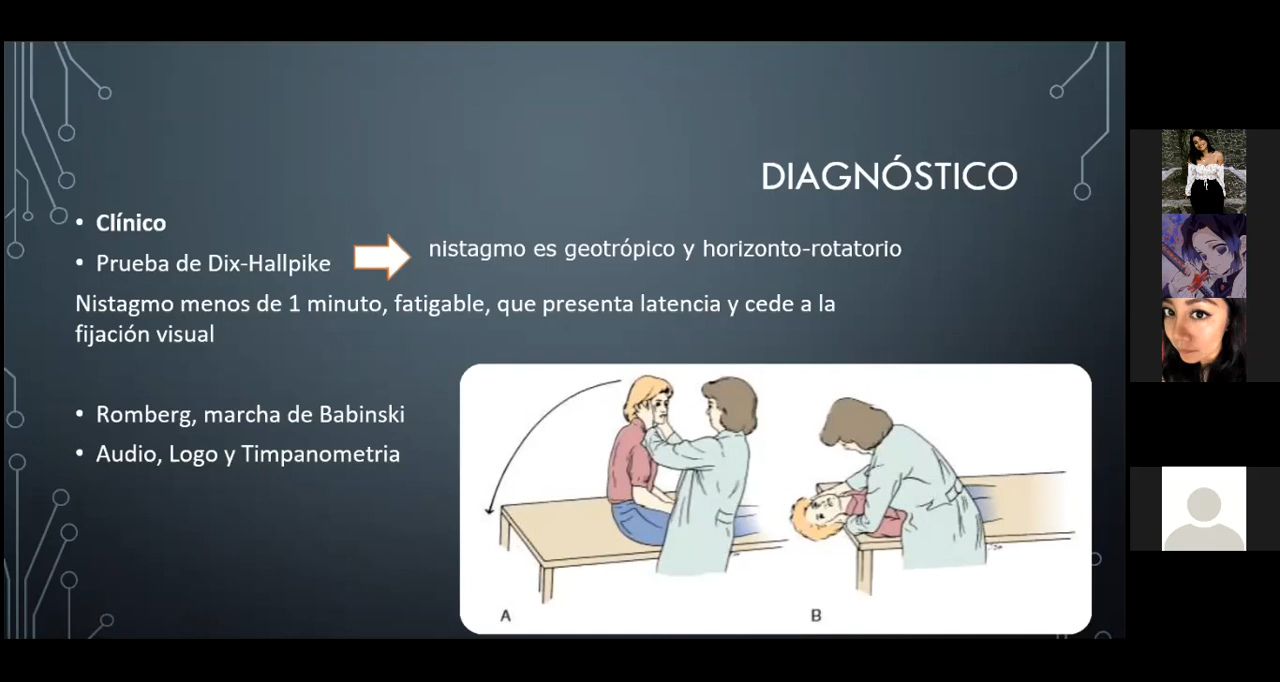 DIAGNÓSTICO
• Clínico
• Prueba de Dix-Hallpike
nistagmo es geotrópico y horizonto-rotatorio
Nistagmo menos de 1 minuto, fatigable, que presenta latencia y cede a la
fijación visual
• Romberg, marcha de Babinski
• Audio, Logo y Timpanometria
A
B